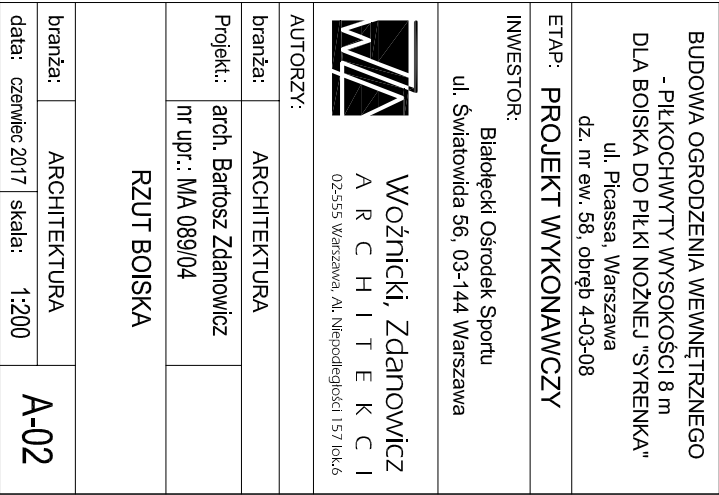 BUDOWA OGRODZENIA WEWNĘTRZNEGO
- PIŁKOCHWYTY WYSOKOŚCI 8 m
DLA BOISKA DO PIŁKI NOŻNEJ "SYRENKA"
ul. Picassa, Warszawa
dz. nr ew. 58, obręb 4-03-08
ETAP: PROJEKT WYKONAWCZY
INWESTOR:
Białołęcki Ośrodek Sportu
ul. Światowida 56, 03-144 Warszawa
Woźnicki, Zdanowicz
A R C H I T E K C I
02-555 Warszawa, Al. Niepodległości 157 lok.6
AUTORZY:
branża: ARCHITEKTURA
Projekt.: arch. Bartosz Zdanowicz
nr upr.: MA 089/04
RZUT BOISKA
branża: ARCHITEKTURA
data: czerwiec 2017 skala: 1:200
A-02